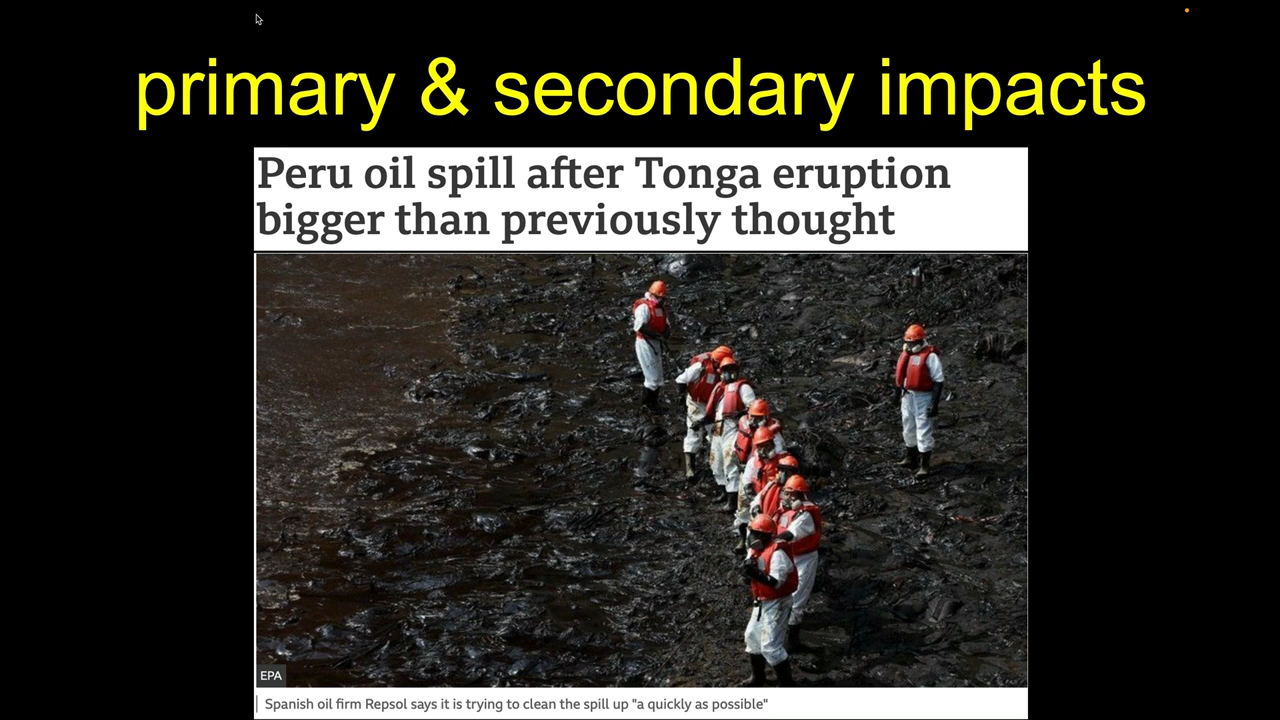 primary & secondary impacts
Peru oil spill after Tonga eruption
bigger than previously thought
EPA
Spanish oil firm Repsol says it is trying to clean the spill up "a quickly as possible"